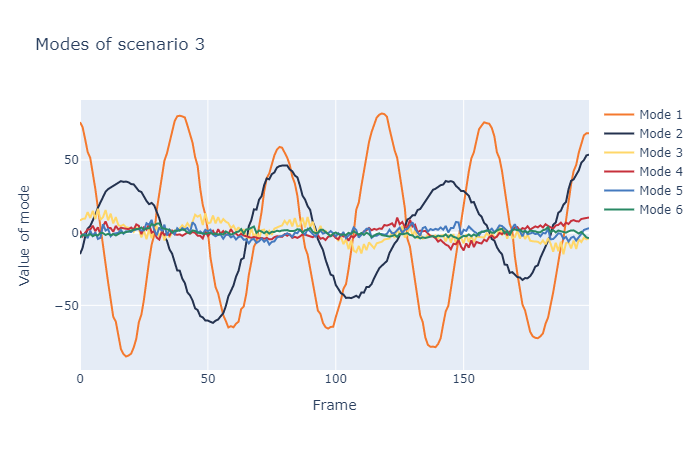 Modes of scenario 3
Mode 1
Mode 2
Mode 3
Mode 4
Mode 5
Mode 6
50
0
−50
Value of mode
0
50
100
150
Frame